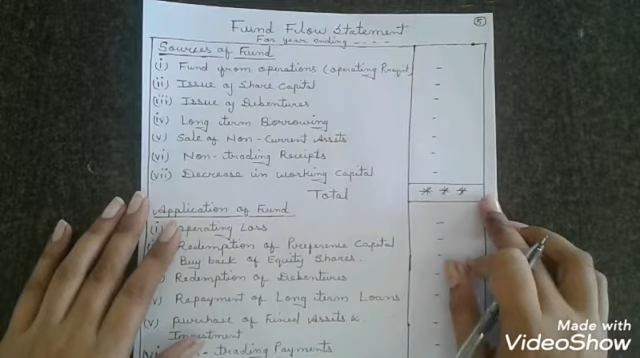 Fund Flow Statement
5
For year ending - - - -
Sources of Fund
(i) Fund from operations (operating Profit) -
(ii) Issue of Share Capital -
(iii) Issue of Debentures -
(iv) Long term Borrowing -
(v) Sale of Non-Current Assets -
(vi) Non-trading Receipts -
(vii) Decrease in working Capital -
Total * * *
Application of Fund
(i) operating Loss -
Redemption of Preference Capital -
Buy back of Equity Shares. -
Redemption of Debentures
Repayment of Long term Loans -
(v) Purchase of Fixed Assets &
Investment -
- trading Payments -
Made with
VideoShow